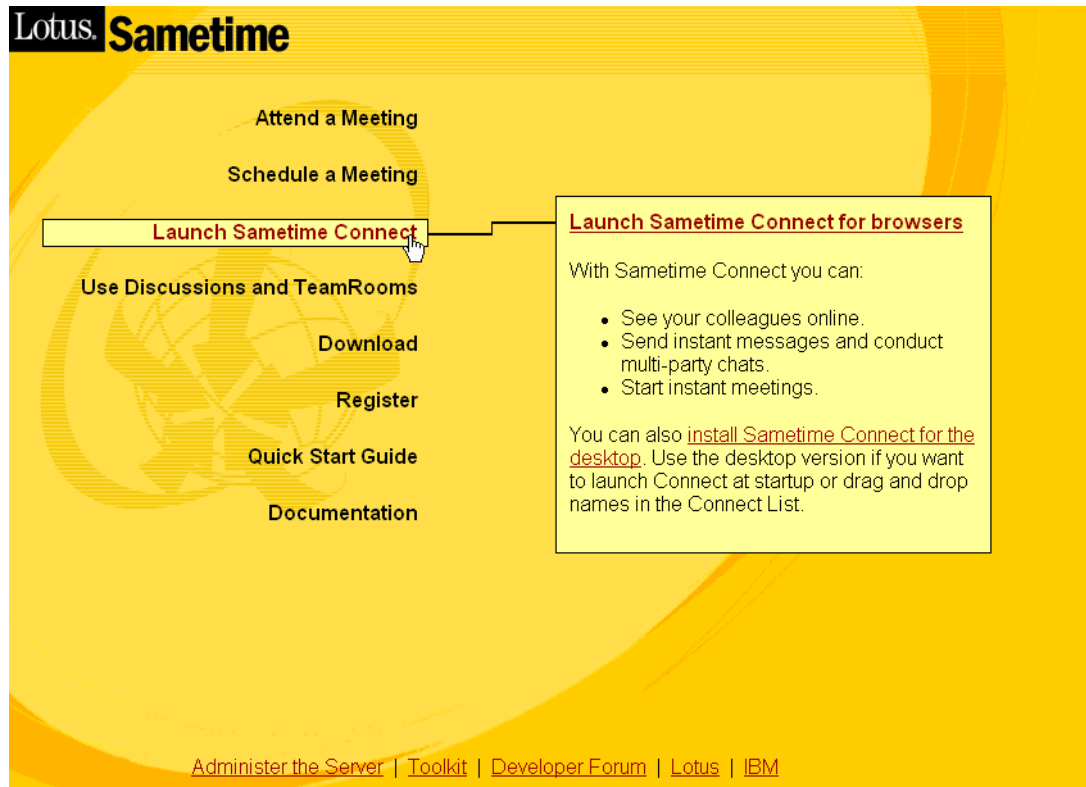 Lotus. Sametime
Attend a Meeting
Schedule a Meeting
Launch Sametime Connect
Use Discussions and TeamRooms
Download
Register
Quick Start Guide
Documentation
Launch Sametime Connect for browsers
With Sametime Connect you can:
• See your colleagues online.
• Send instant messages and conduct
multi-party chats.
• Start instant meetings.
You can also install Sametime Connect for the
desktop. Use the desktop version if you want
to launch Connect at startup or drag and drop
names in the Connect List.
Administer the Server | Toolkit | Developer Forum | Lotus | IBM